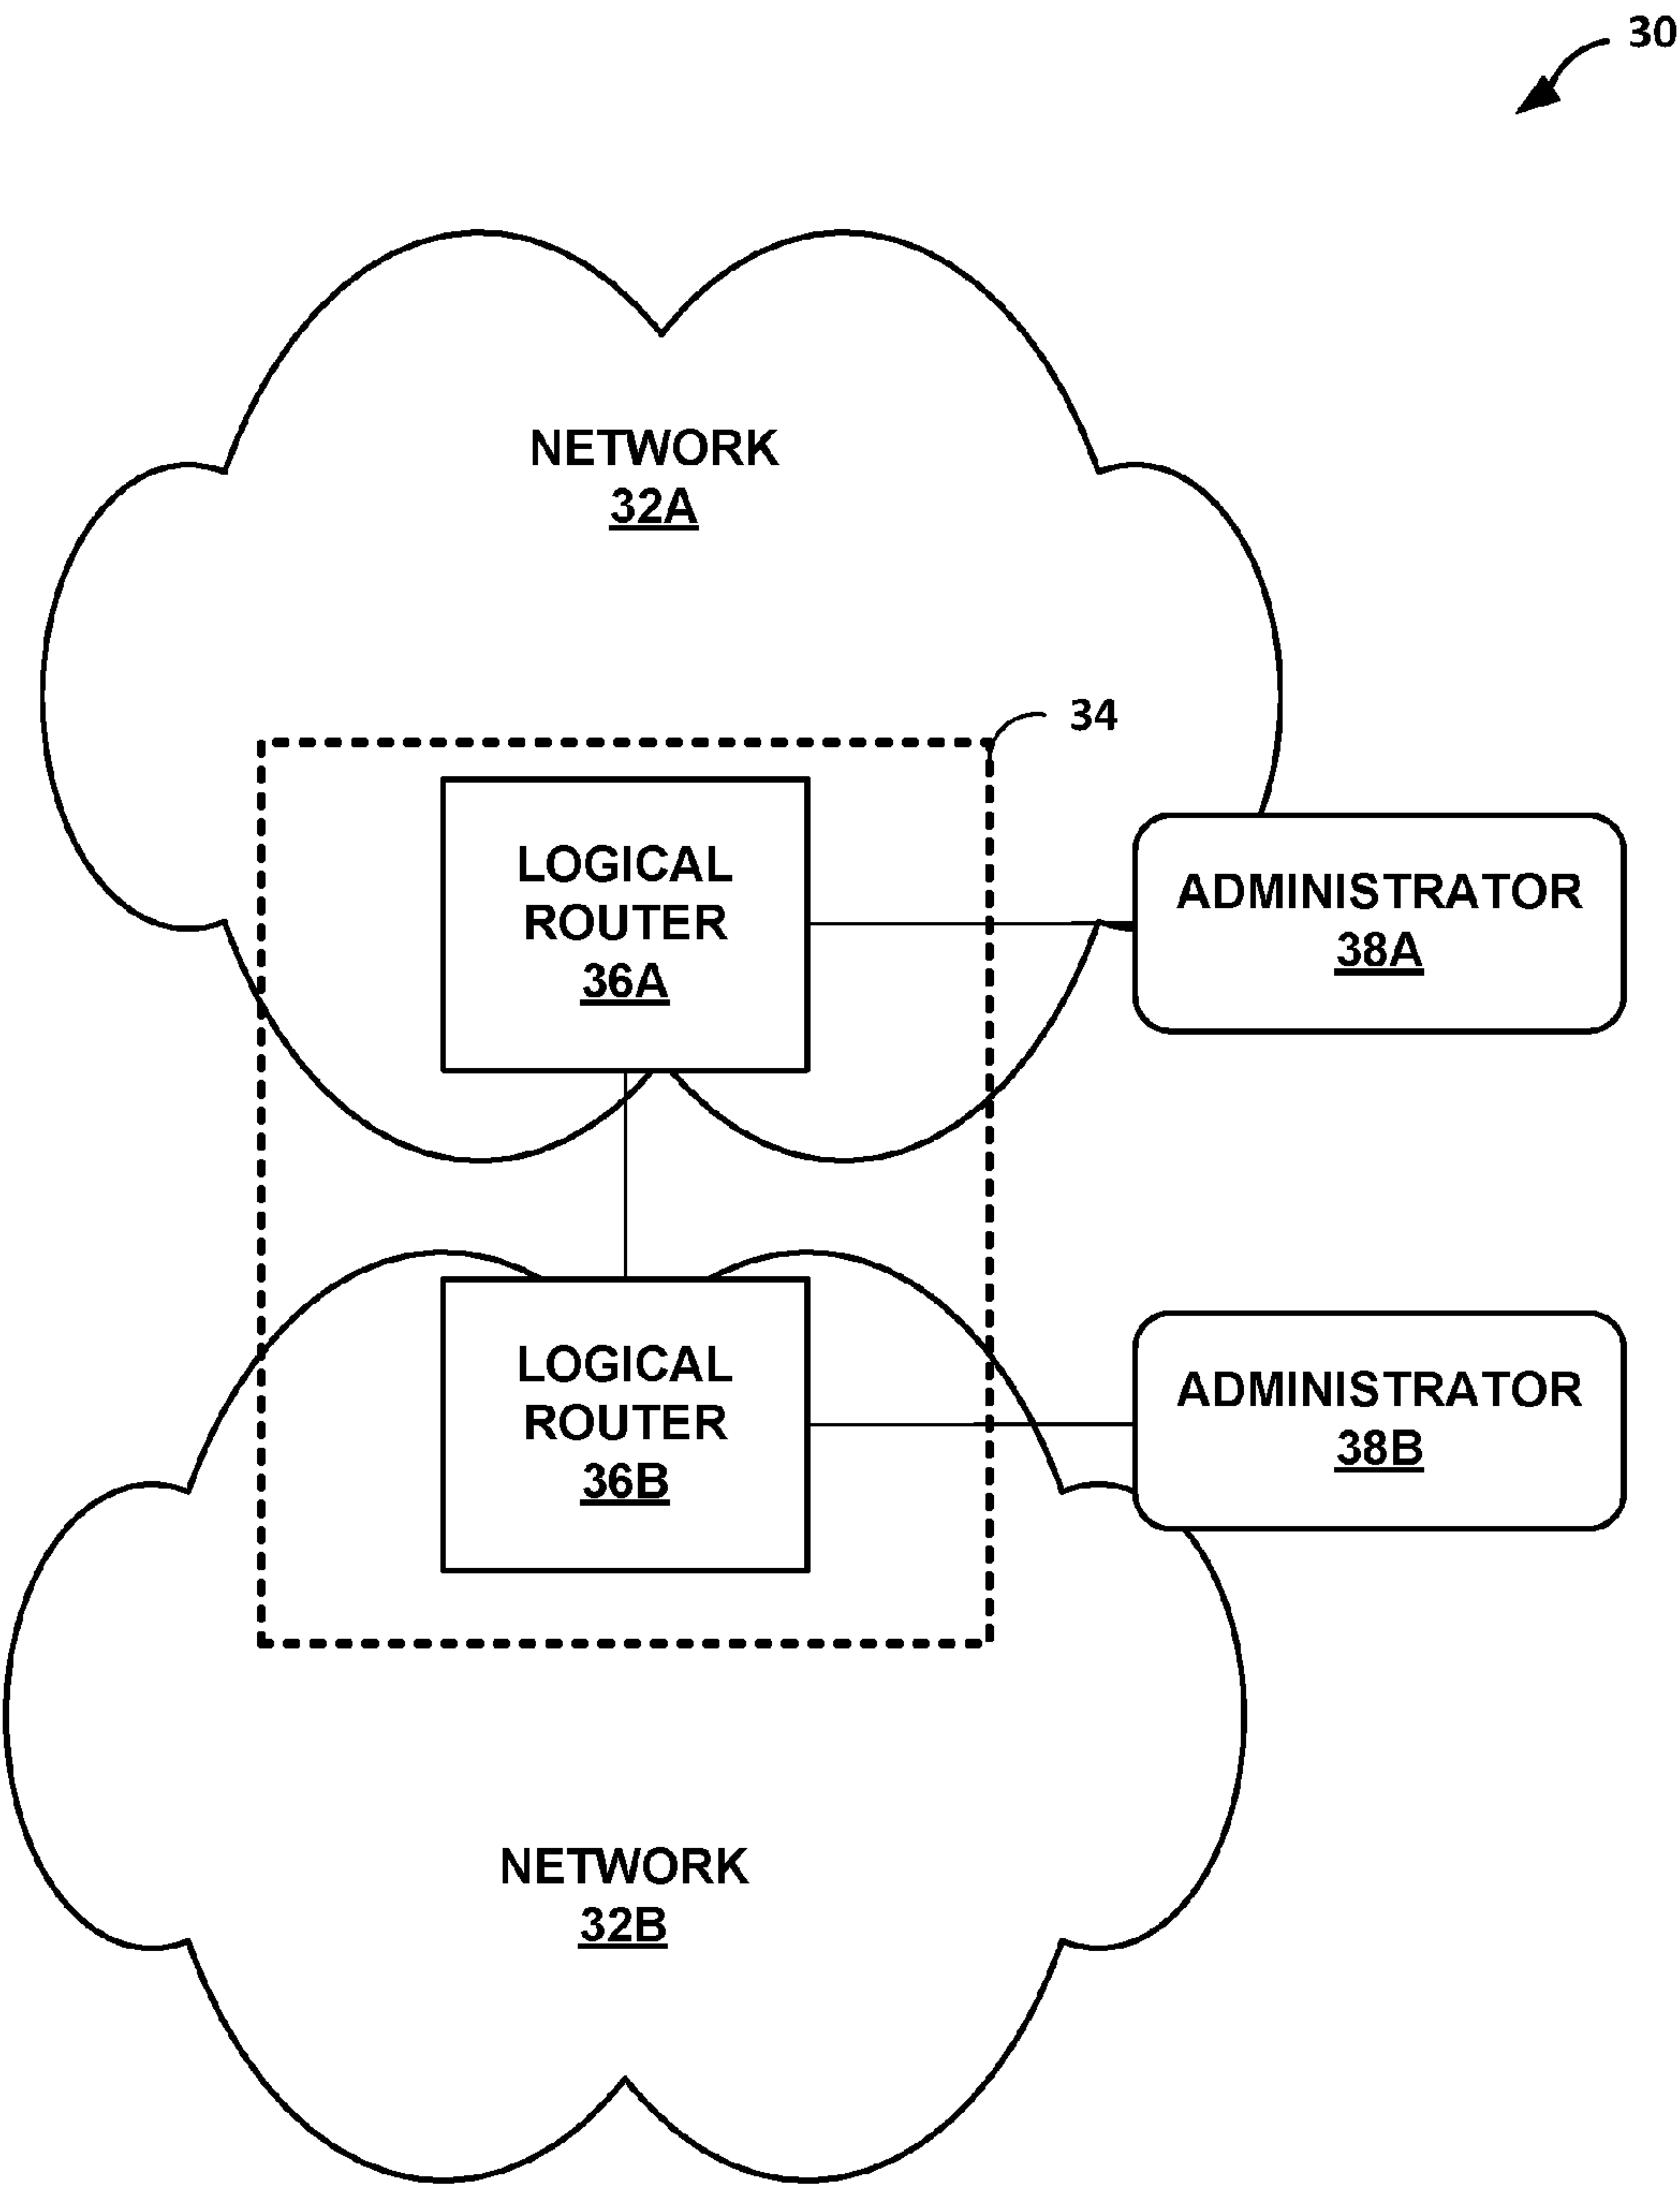 30
NETWORK
32A
34
LOGICAL
ROUTER
36A
ADMINISTRATOR
38A
LOGICAL
ROUTER
36B
ADMINISTRATOR
38B
NETWORK
32B